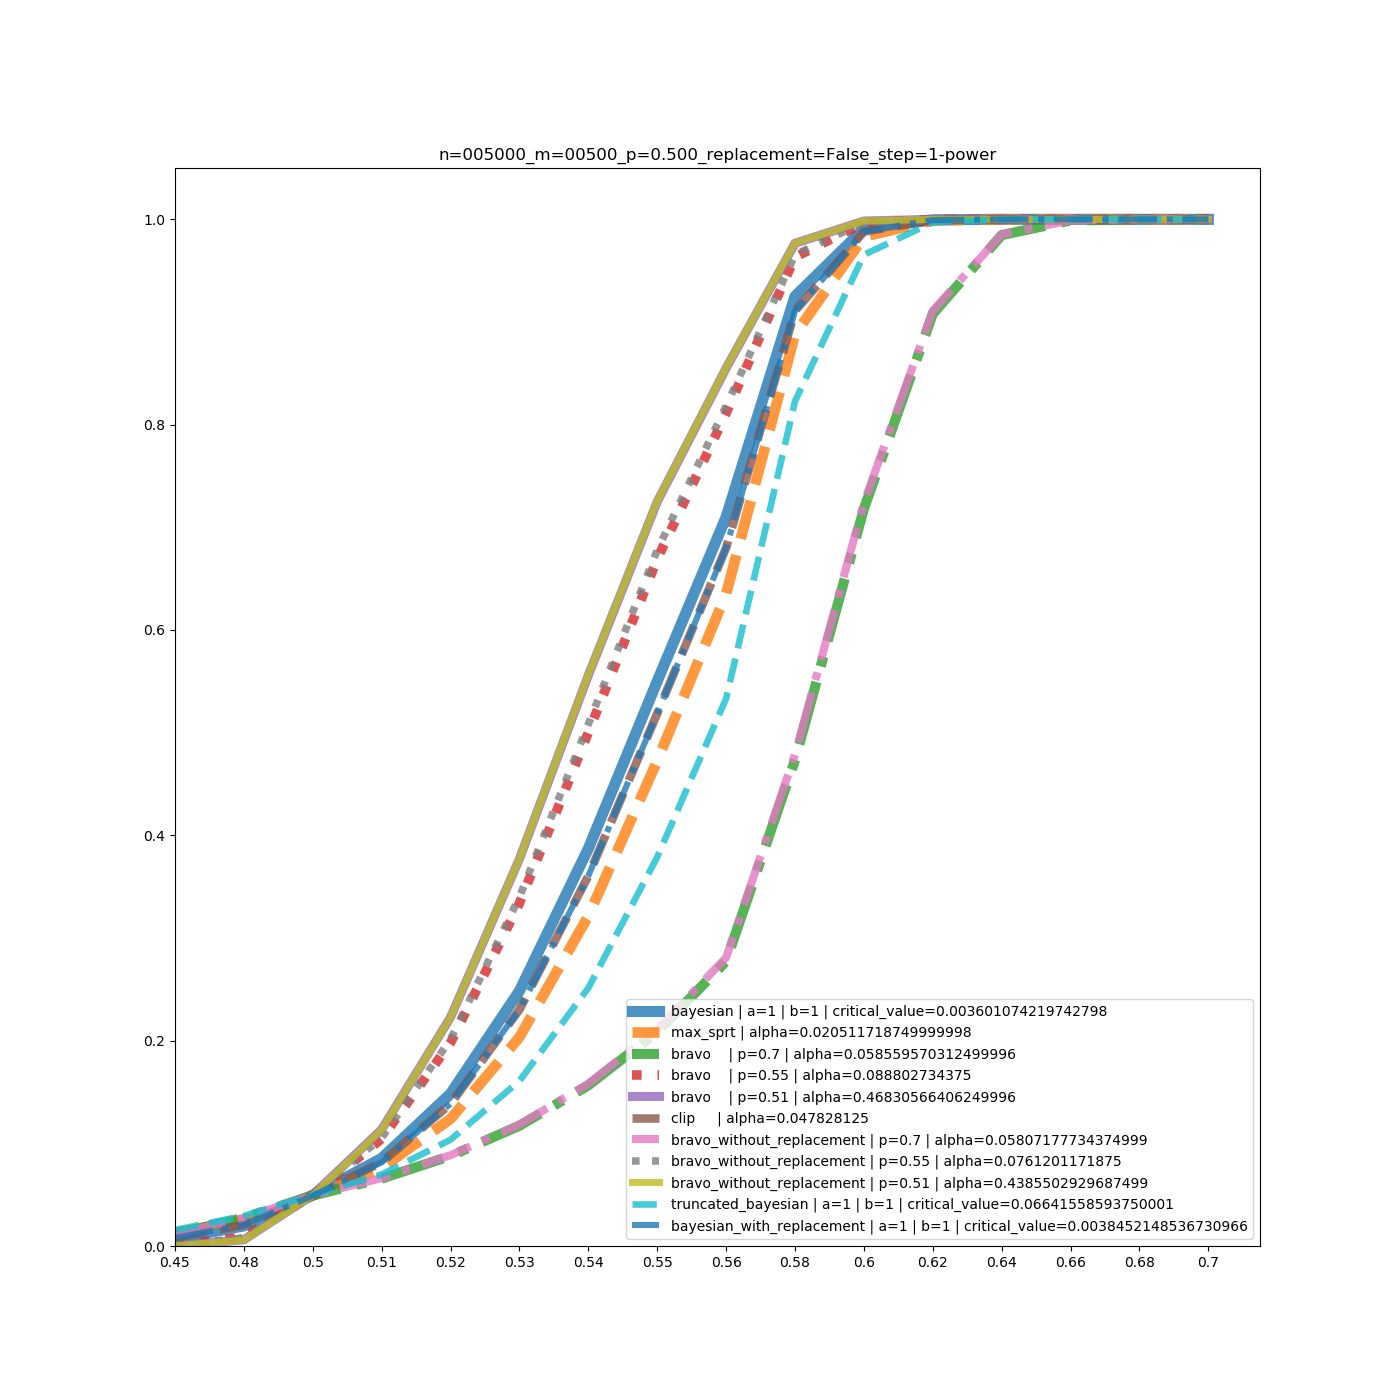 n=005000_m=00500_p=0.500_replacement=False_step=1-power
1.0
0.8
0.6
0.4
0.2
0.0
bayesian | a=1 | b=1 | critical_value=0.003601074219742798
max_sprt | alpha=0.020511718749999998
bravo | p=0.7 | alpha=0.058559570312499996
bravo | p=0.55 | alpha=0.088802734375
bravo | p=0.51 | alpha=0.46830566406249996
clip | alpha=0.047828125
bravo_without_replacement | p=0.7 | alpha=0.05807177734374999
bravo_without_replacement | p=0.55 | alpha=0.0761201171875
bravo_without_replacement | p=0.51 | alpha=0.4385502929687499
truncated_bayesian | a=1 | b=1 | critical_value=0.06641558593750001
bayesian_with_replacement | a=1 | b=1 | critical_value=0.0038452148536730966
0.45 0.48 0.5 0.51 0.52 0.53 0.54 0.55 0.56 0.58 0.6 0.62 0.64 0.66 0.68 0.7